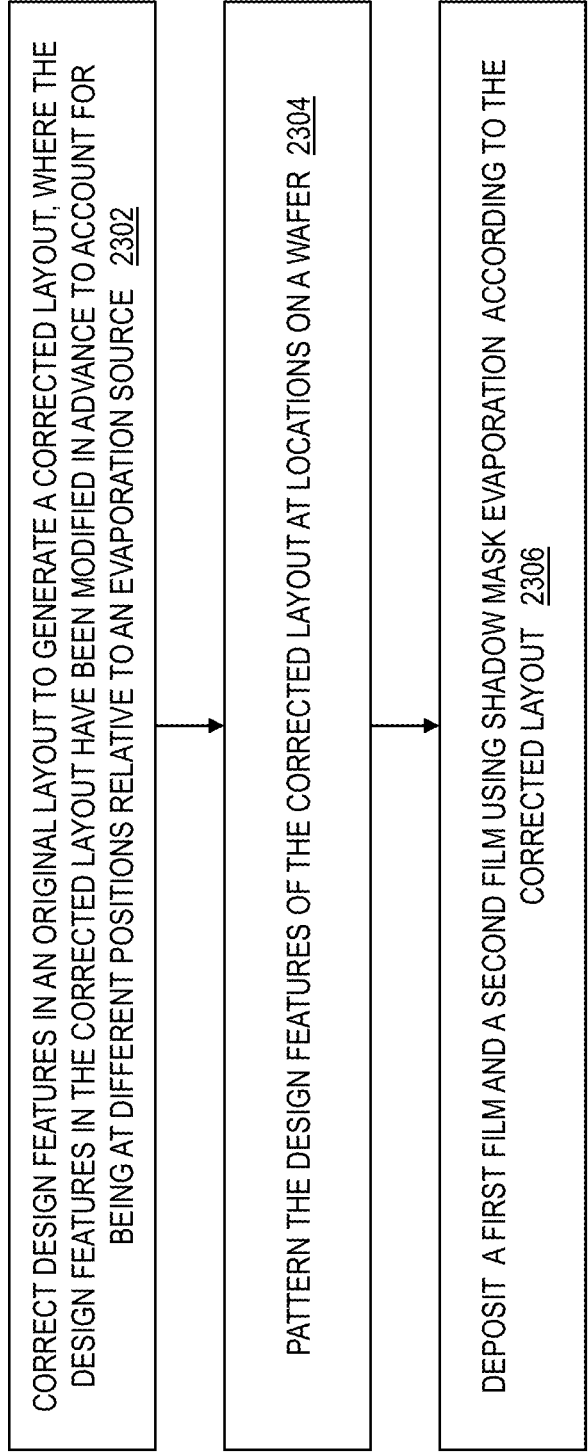 CORRECT DESIGN FEATURES IN AN ORIGINAL LAYOUT TO GENERATE A CORRECTED LAYOUT, WHERE THE
DESIGN FEATURES IN THE CORRECTED LAYOUT HAVE BEEN MODIFIED IN ADVANCE TO ACCOUNT FOR
BEING AT DIFFERENT POSITIONS RELATIVE TO AN EVAPORATION SOURCE 2302
PATTERN THE DESIGN FEATURES OF THE CORRECTED LAYOUT AT LOCATIONS ON A WAFER 2304
DEPOSIT A FIRST FILM AND A SECOND FILM USING SHADOW MASK EVAPORATION ACCORDING TO THE
CORRECTED LAYOUT 2306